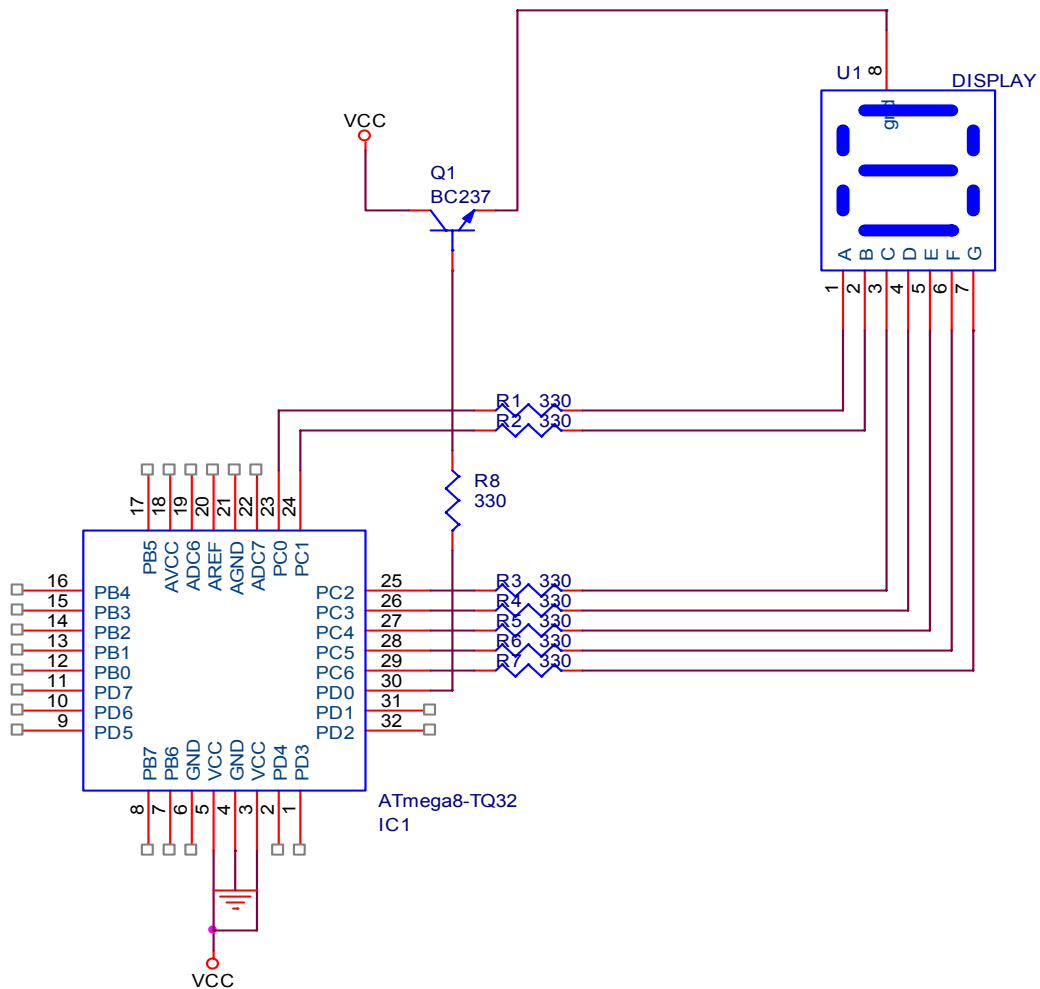 U1
8
DISPLAY
gnd
VCC
Q1
BC237
A
B
C
D
E
F
G
1
2
3
4
5
6
7
R1 330
R2 330
R8
330
17
18
19
20
21
22
23
24
PB5
AVCC
ADC6
AREF
AGND
ADC7
PC0
PC1
16 PB4
15 PB3
14 PB2
13 PB1
12 PB0
11 PD7
10 PD6
9 PD5
PC2 25 R3 330
PC3 26 R4 330
PC4 27 R5 330
PC5 28 R6 330
PC6 29 R7 330
PD0 30
PD1 31
PD2 32
PB7
PB6
GND
VCC
GND
VCC
PD4
PD3
8
7
6
5
4
3
2
1
ATmega8-TQ32
IC1
VCC